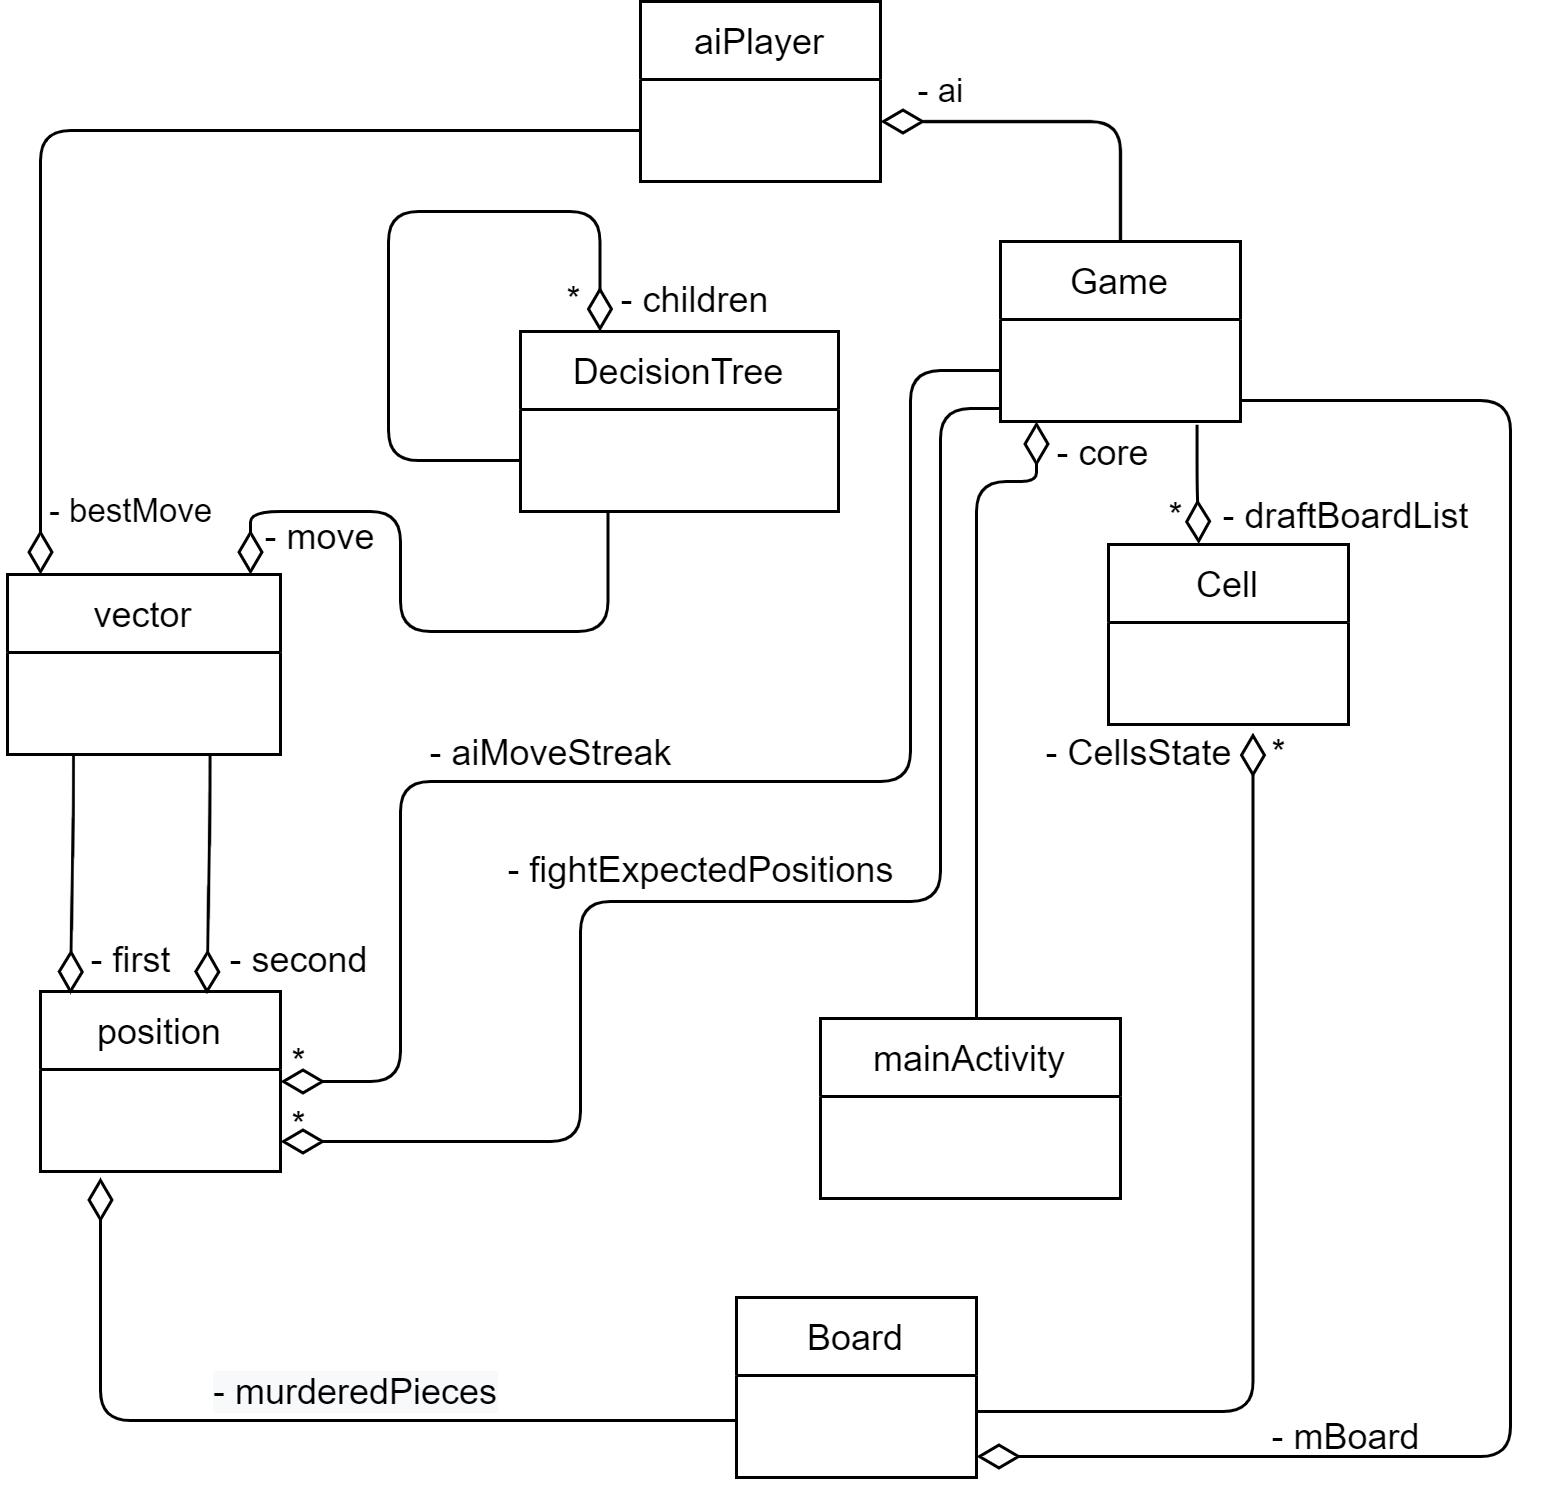 aiPlayer
- ai
Game
* - children
DecisionTree
- core
- bestMove
- move
* - draftBoardList
Cell
vector
- aiMoveStreak
- CellsState *
- fightExpectedPositions
- first
- second
position
*
*
mainActivity
Board
- murderedPieces
- mBoard